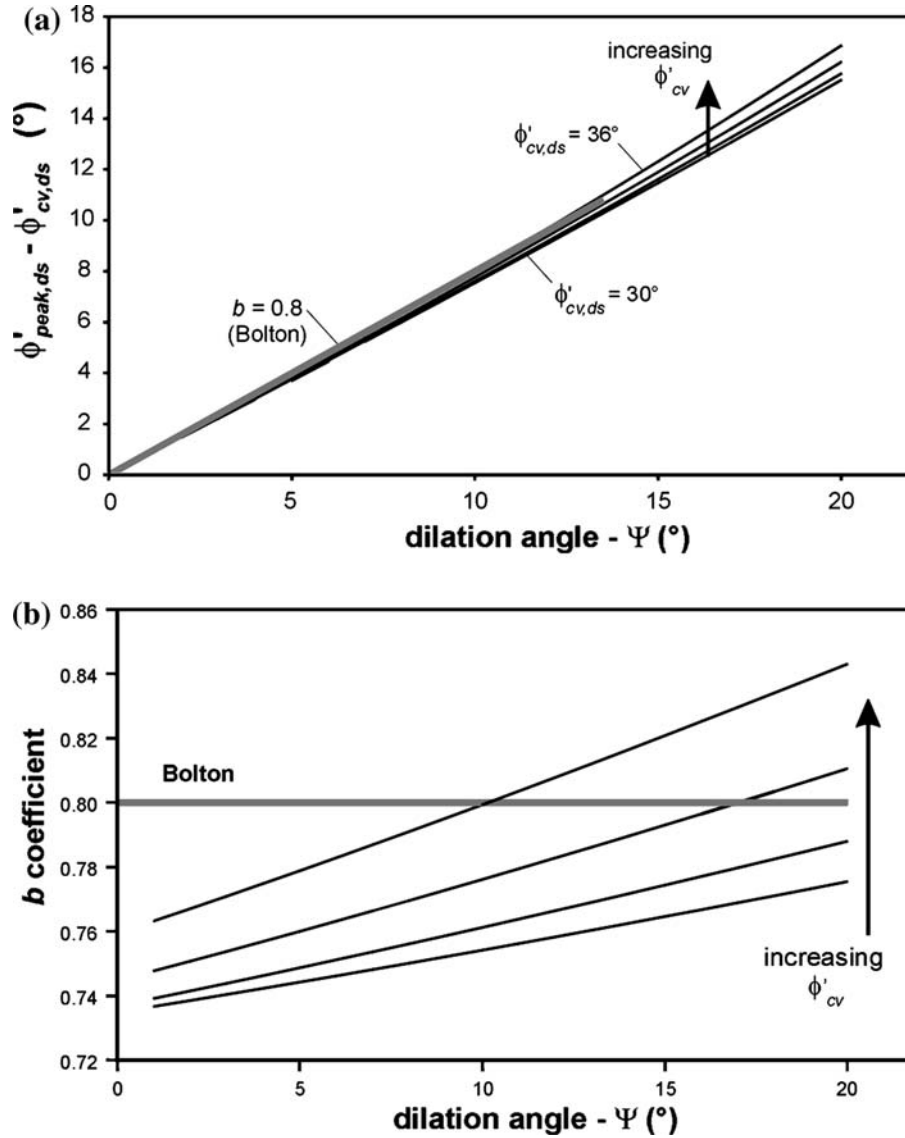 (a)
18
16
14
12
10
8
6
4
2
0
ϕ'peak,ds - ϕ'cv,ds (°)
increasing
ϕ'cv
ϕ'cv,ds = 36°
b = 0.8
(Bolton)
ϕ'cv,ds = 30°
0 5 10 15 20
dilation angle - Ψ (°)
(b)
0.86
0.84
0.82
0.80
0.78
0.76
0.74
0.72
b coefficient
Bolton
increasing
ϕ'cv
0 5 10 15 20
dilation angle - Ψ (°)